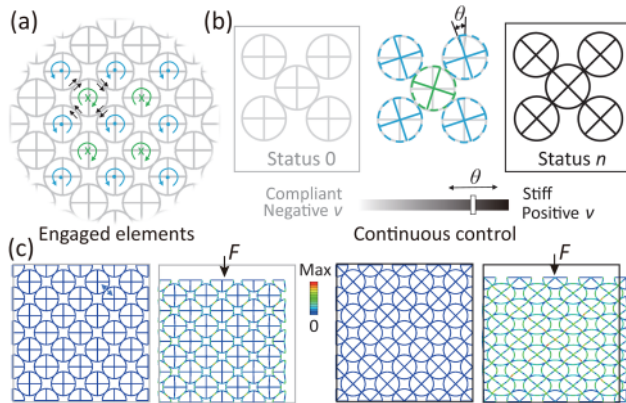 (a)
Engaged elements
(b)
θ
Status 0
Status n
θ
Compliant
Negative ν
Stiff
Positive ν
Continuous control
(c)
F
Max
0
F